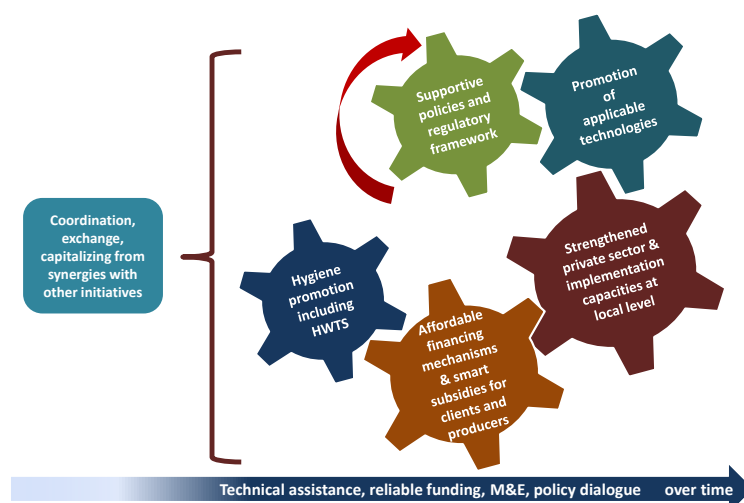 Supportive
policies and
regulatory
framework
Promotion
of
applicable
technologies
Coordination,
exchange,
capitalizing from
synergies with
other initiatives
Strengthened
private sector &
implementation
capacities at
local level
Hygiene
promotion
including
HWTS
Affordable
financing
mechanisms
& smart
subsidies for
clients and
producers
Technical assistance, reliable funding, M&E, policy dialogue over time